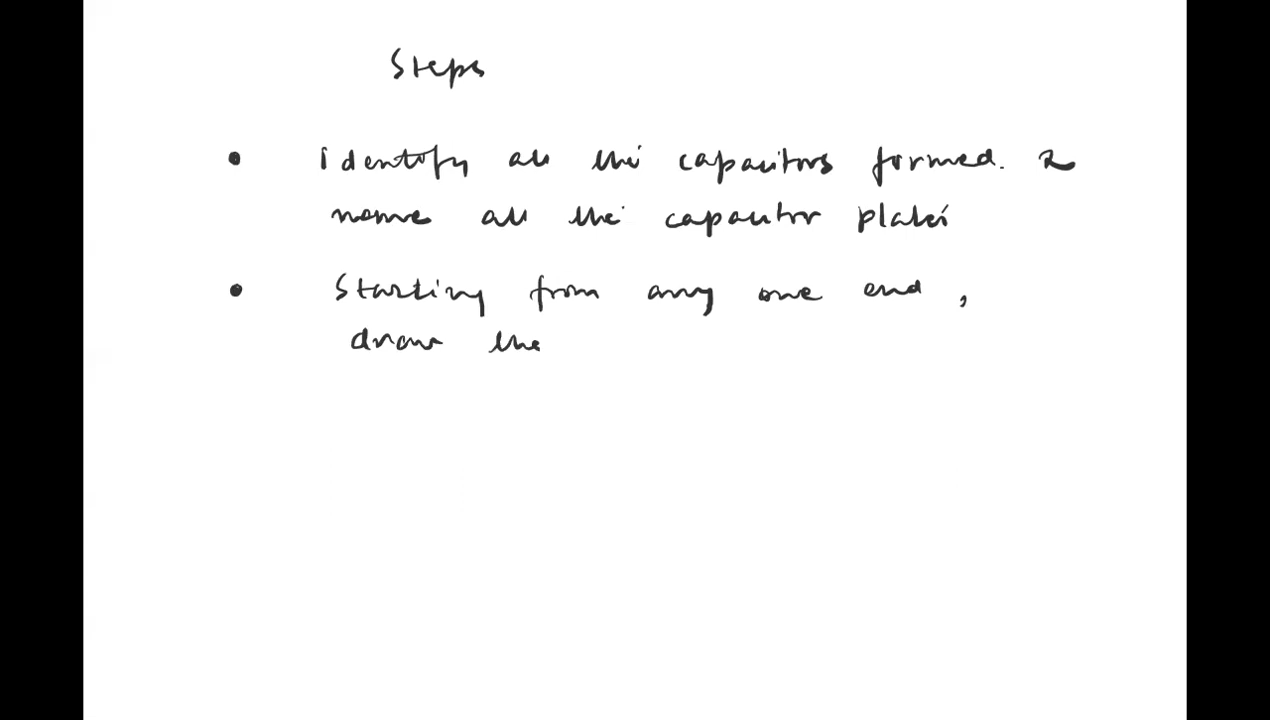 Steps
• Identify all the capacitors formed. &
name all the capacitor plates
• Starting from any one end,
draw the